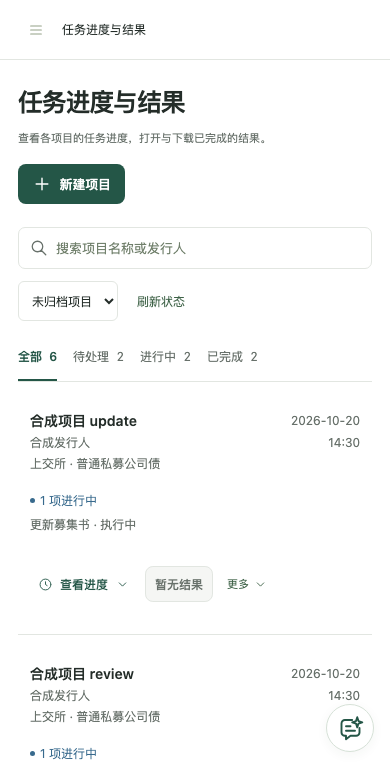 任务进度与结果
任务进度与结果
查看各项目的任务进度，打开与下载已完成的结果。
新建项目
搜索项目名称或发行人
未归档项目 刷新状态
全部 6 待处理 2 进行中 2 已完成 2
合成项目 update 2026-10-20
合成发行人 14:30
上交所 · 普通私募公司债
1 项进行中
更新募集书 · 执行中
查看进度 暂无结果 更多
合成项目 review 2026-10-20
合成发行人 14:30
上交所 · 普通私募公司债
1 项进行中